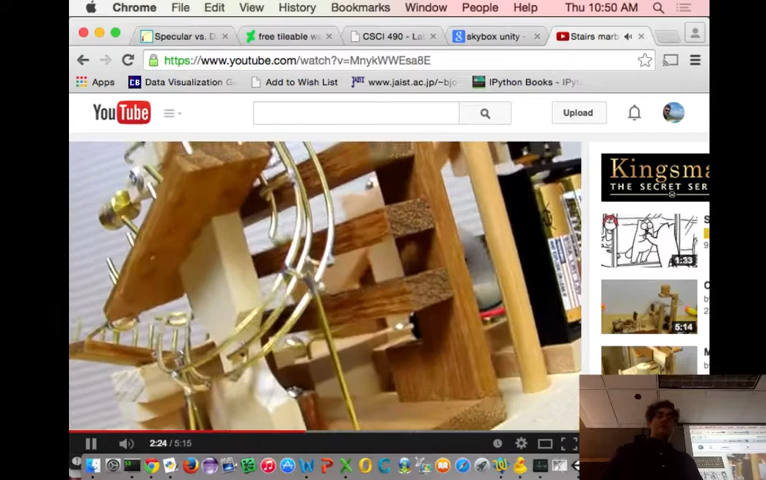 Chrome File Edit View History Bookmarks Window People Help Thu 10:50 AM
Specular vs. D free tileable ws CSCI 490 - La skybox unity - Stairs marb
https://www.youtube.com/watch?v=MnykWWEsa8E
Apps Data Visualization G Add to Wish List www.jaist.ac.jp/~bjo IPython Books - IPy
YouTube Upload
Kingsma
THE SECRET SER
1:33
5:14
2:24 / 5:15